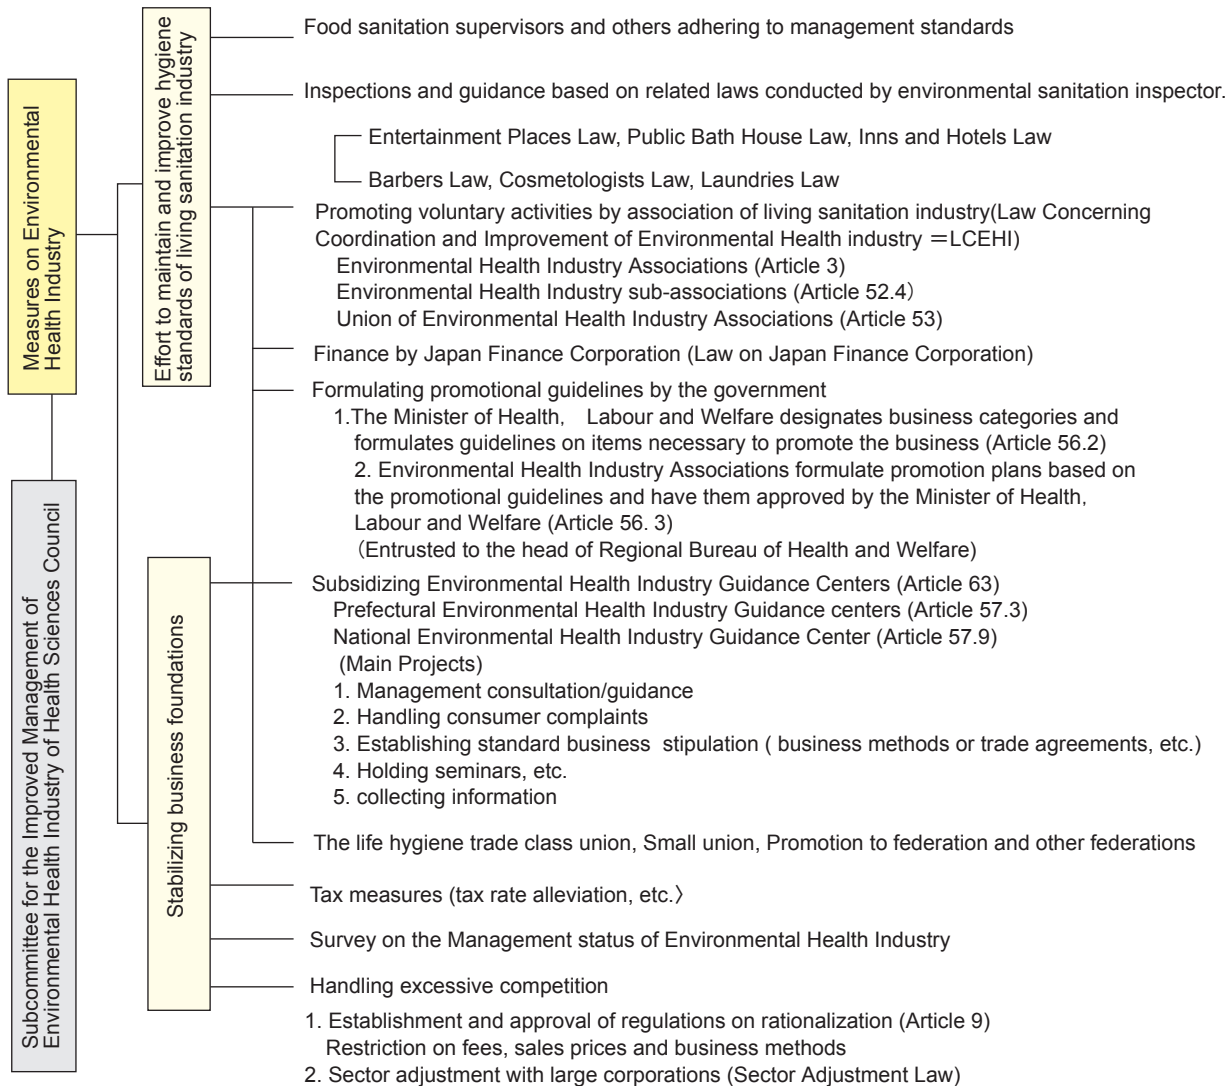 Measures on Environmental
Health Industry
Subcommittee for the Improved Management of
Environmental Health Industry of Health Sciences Council
Effort to maintain and improve hygiene
standards of living sanitation industry
Food sanitation supervisors and others adhering to management standards
Inspections and guidance based on related laws conducted by environmental sanitation inspector.
Entertainment Places Law, Public Bath House Law, Inns and Hotels Law
Barbers Law, Cosmetologists Law, Laundries Law
Promoting voluntary activities by association of living sanitation industry(Law Concerning
Coordination and Improvement of Environmental Health industry ＝LCEHI)
Environmental Health Industry Associations (Article 3)
Environmental Health Industry sub-associations (Article 52.4）
Union of Environmental Health Industry Associations (Article 53)
Finance by Japan Finance Corporation (Law on Japan Finance Corporation)
Formulating promotional guidelines by the government
1.The Minister of Health,　Labour and Welfare designates business categories and
formulates guidelines on items necessary to promote the business (Article 56.2)
2. Environmental Health Industry Associations formulate promotion plans based on
the promotional guidelines and have them approved by the Minister of Health,
Labour and Welfare (Article 56. 3)
（Entrusted to the head of Regional Bureau of Health and Welfare)
Stabilizing business foundations
Subsidizing Environmental Health Industry Guidance Centers (Article 63)
Prefectural Environmental Health Industry Guidance centers (Article 57.3)
National Environmental Health Industry Guidance Center (Article 57.9)
(Main Projects)
1. Management consultation/guidance
2. Handling consumer complaints
3. Establishing standard business stipulation ( business methods or trade agreements, etc.)
4. Holding seminars, etc.
5. collecting information
The life hygiene trade class union, Small union, Promotion to federation and other federations
Tax measures (tax rate alleviation, etc.〉
Survey on the Management status of Environmental Health Industry
Handling excessive competition
1. Establishment and approval of regulations on rationalization (Article 9)
Restriction on fees, sales prices and business methods
2. Sector adjustment with large corporations (Sector Adjustment Law)